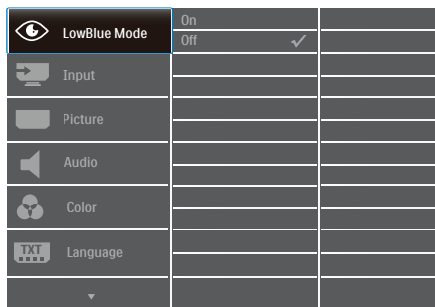 LowBlue Mode
On
Off
Input
Picture
Audio
Color
TXT
Language